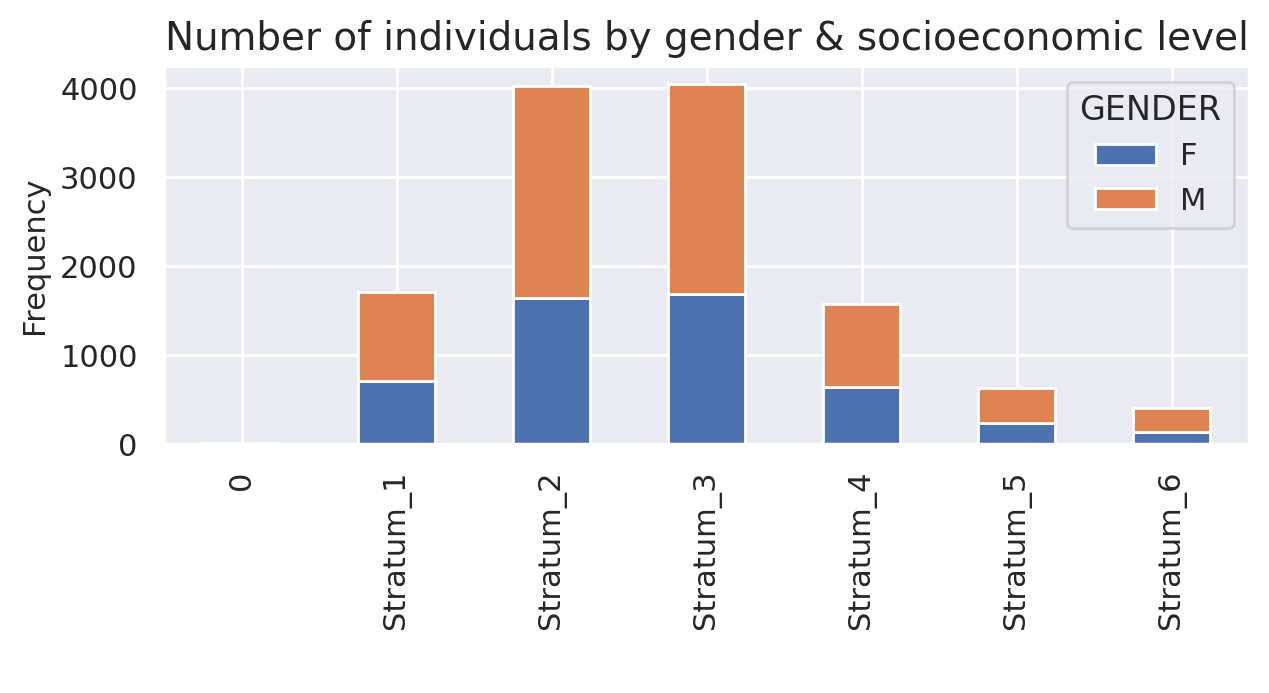 Number of individuals by gender & socioeconomic level
Frequency
4000
3000
2000
1000
0
GENDER
F
M
0
Stratum_1
Stratum_2
Stratum_3
Stratum_4
Stratum_5
Stratum_6